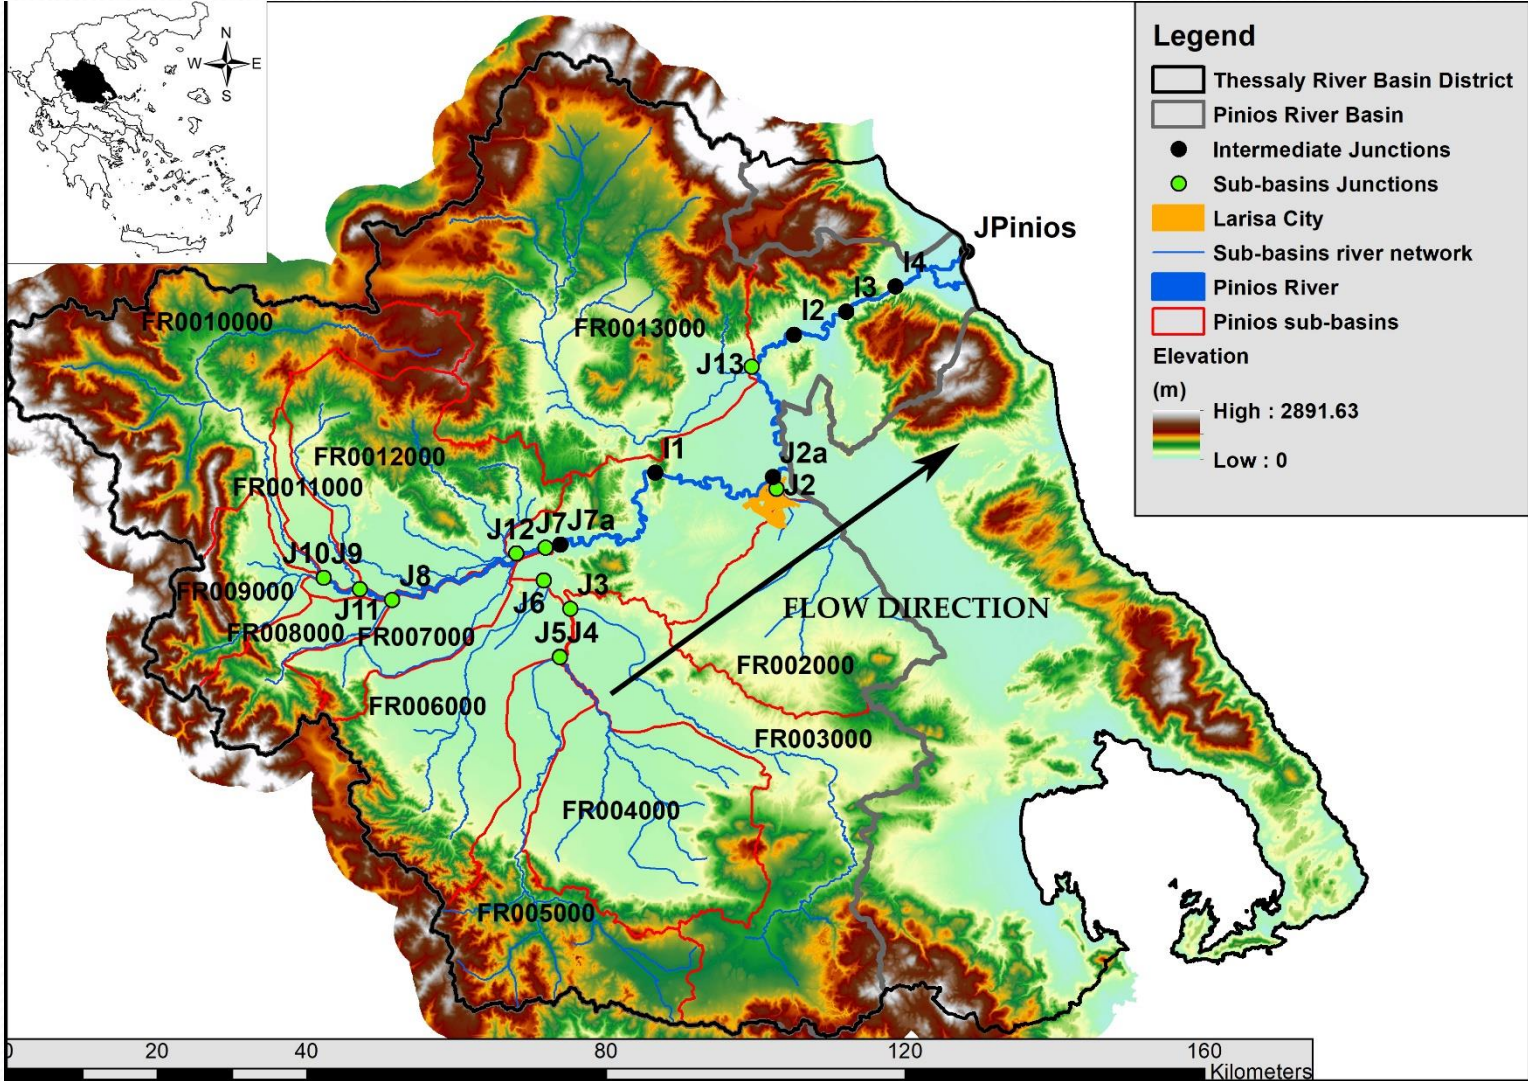 N
W E
S
Legend
Thessaly River Basin District
Pinios River Basin
Intermediate Junctions
Sub-basins Junctions
Larisa City
Sub-basins river network
Pinios River
Pinios sub-basins
Elevation
(m)
High : 2891.63
Low : 0
JPinios
I4
I3
I2
FR0010000
FR0013000
J13
I1
J2a
J2
FR0012000
FR0011000
J12
J7
J7a
J10
J9
J8
J3
FR009000
J11
J6
FLOW DIRECTION
FR008000
FR007000
J5
J4
FR002000
FR006000
FR003000
FR004000
FR005000
0 20 40 80 120 160
Kilometers